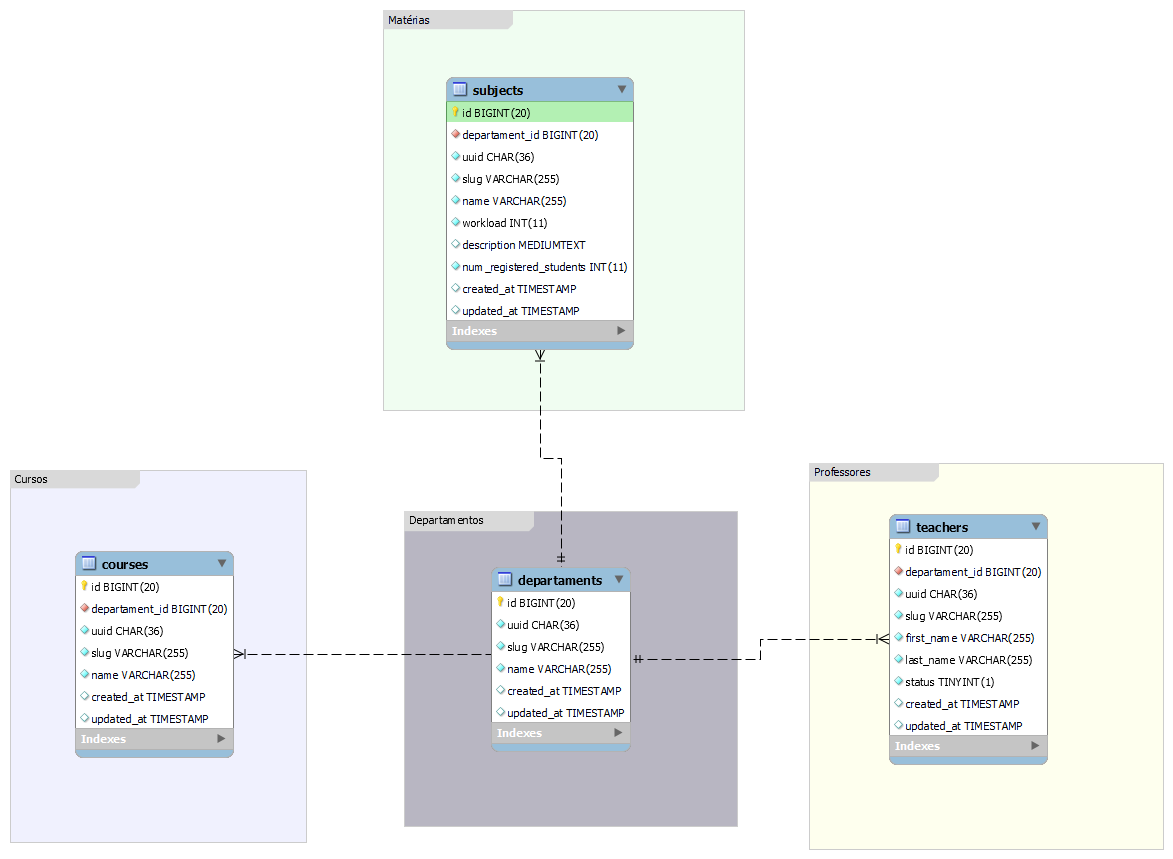 Matérias
subjects
id BIGINT(20)
departament_id BIGINT(20)
uuid CHAR(36)
slug VARCHAR(255)
name VARCHAR(255)
workload INT(11)
description MEDIUMTEXT
num_registered_students INT(11)
created_at TIMESTAMP
updated_at TIMESTAMP
Indexes
Cursos
courses
id BIGINT(20)
departament_id BIGINT(20)
uuid CHAR(36)
slug VARCHAR(255)
name VARCHAR(255)
created_at TIMESTAMP
updated_at TIMESTAMP
Indexes
Departamentos
departaments
id BIGINT(20)
uuid CHAR(36)
slug VARCHAR(255)
name VARCHAR(255)
created_at TIMESTAMP
updated_at TIMESTAMP
Indexes
Professores
teachers
id BIGINT(20)
departament_id BIGINT(20)
uuid CHAR(36)
slug VARCHAR(255)
first_name VARCHAR(255)
last_name VARCHAR(255)
status TINYINT(1)
created_at TIMESTAMP
updated_at TIMESTAMP
Indexes